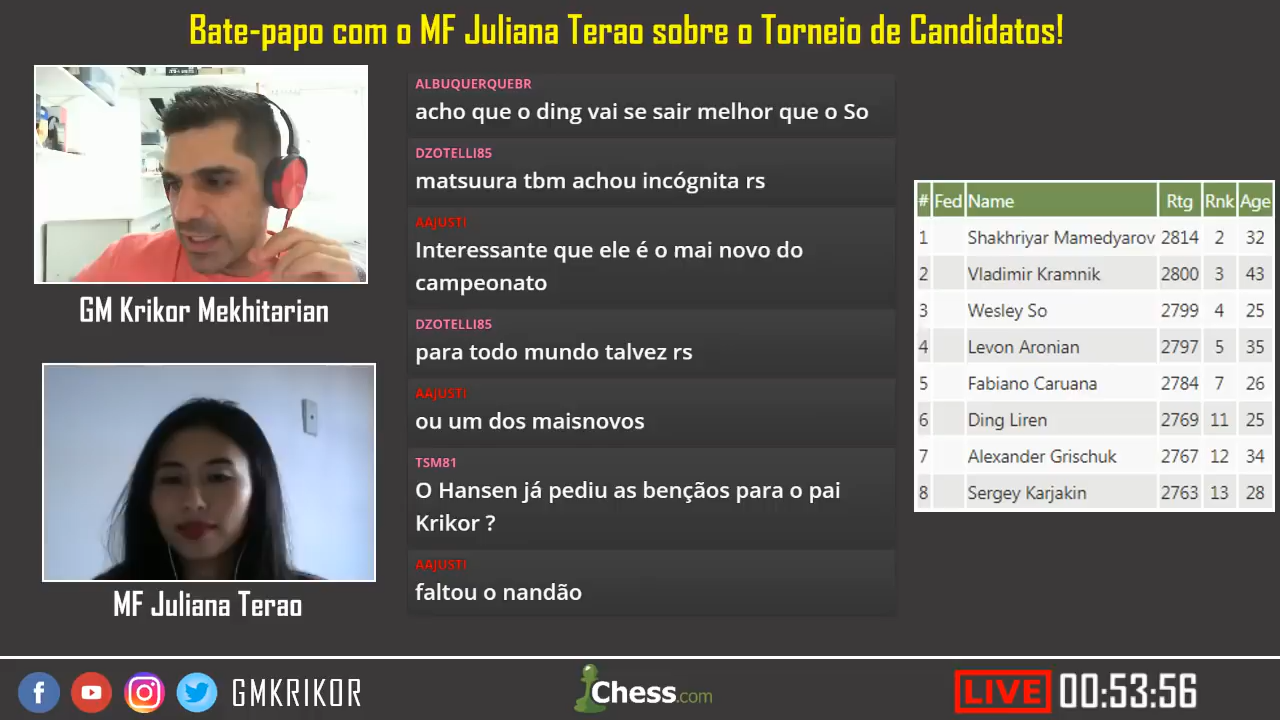 Bate-papo com o MF Juliana Terao sobre o Torneio de Candidatos!
GM Krikor Mekhitarian
MF Juliana Terao
ALBUQUERQUEBR
acho que o ding vai se sair melhor que o So
DZOTELLI85
matsuura tbm achou incógnita rs
AAJUSTI
Interessante que ele é o mai novo do
campeonato
DZOTELLI85
para todo mundo talvez rs
AAJUSTI
ou um dos maisnovos
TSM81
O Hansen já pediu as bençãos para o pai
Krikor ?
AAJUSTI
faltou o nandão
# Fed Name Rtg Rnk Age
1 Shakhriyar Mamedyarov 2814 2 32
2 Vladimir Kramnik 2800 3 43
3 Wesley So 2799 4 25
4 Levon Aronian 2797 5 35
5 Fabiano Caruana 2784 7 26
6 Ding Liren 2769 11 25
7 Alexander Grischuk 2767 12 34
8 Sergey Karjakin 2763 13 28
GMKRIKOR
Chess.com
LIVE 00:53:56